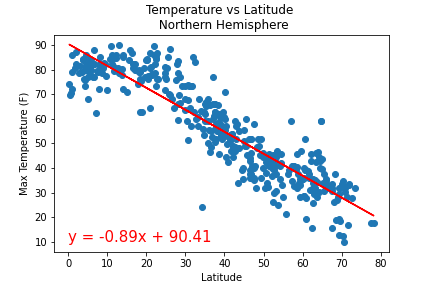 Temperature vs Latitude
Northern Hemisphere
90
80
70
60
50
40
30
20
10
Max Temperature (F)
y = -0.89x + 90.41
0 10 20 30 40 50 60 70 80
Latitude